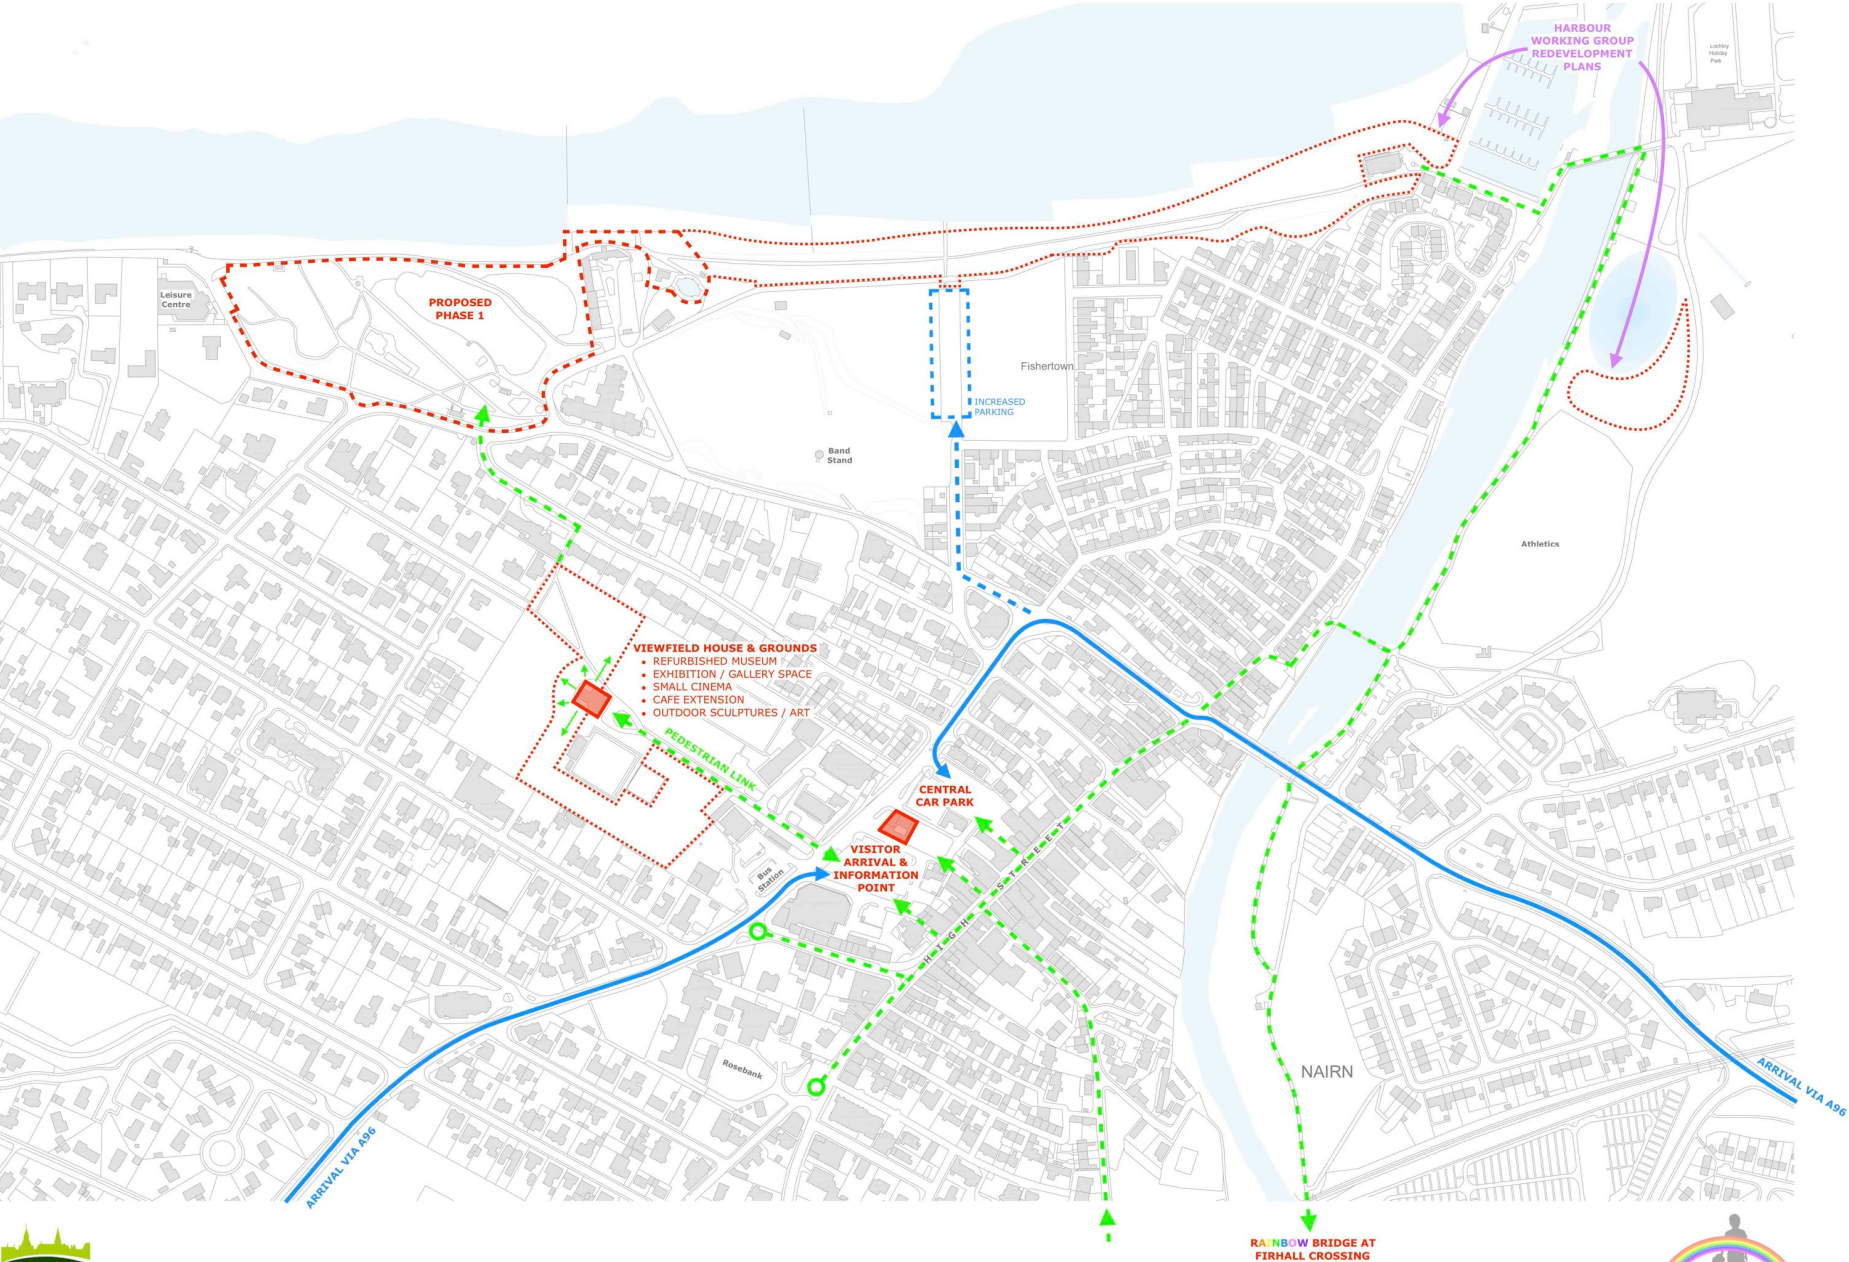 HARBOUR
WORKING GROUP
REDEVELOPMENT
PLANS
Lochloy
Holiday
Park
Leisure
Centre
PROPOSED
PHASE 1
Fishertown
INCREASED
PARKING
Band
Stand
Athletics
VIEWFIELD HOUSE & GROUNDS
• REFURBISHED MUSEUM
• EXHIBITION / GALLERY SPACE
• SMALL CINEMA
• CAFE EXTENSION
• OUTDOOR SCULPTURES / ART
PEDESTRIAN LINK
CENTRAL
CAR PARK
VISITOR
ARRIVAL &
INFORMATION
POINT
Bus
Station
HIGH STREET
Rosebank
NAIRN
ARRIVAL VIA A96
ARRIVAL VIA A96
RAINBOW BRIDGE AT
FIRHALL CROSSING